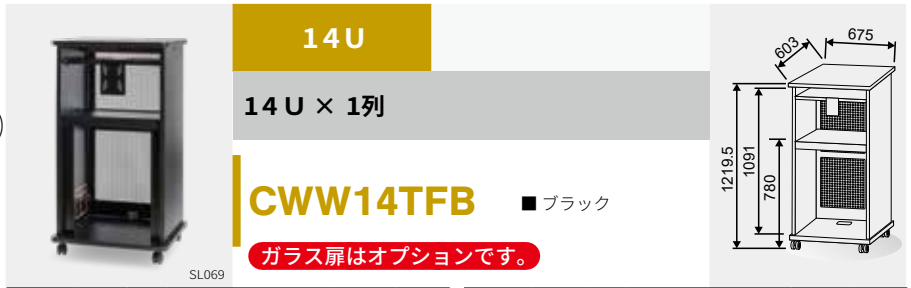 14U
14U × 1列
CWW14TFB
■ブラック
ガラス扉はオプションです。
SL069
603
675
1219.5
1091
780